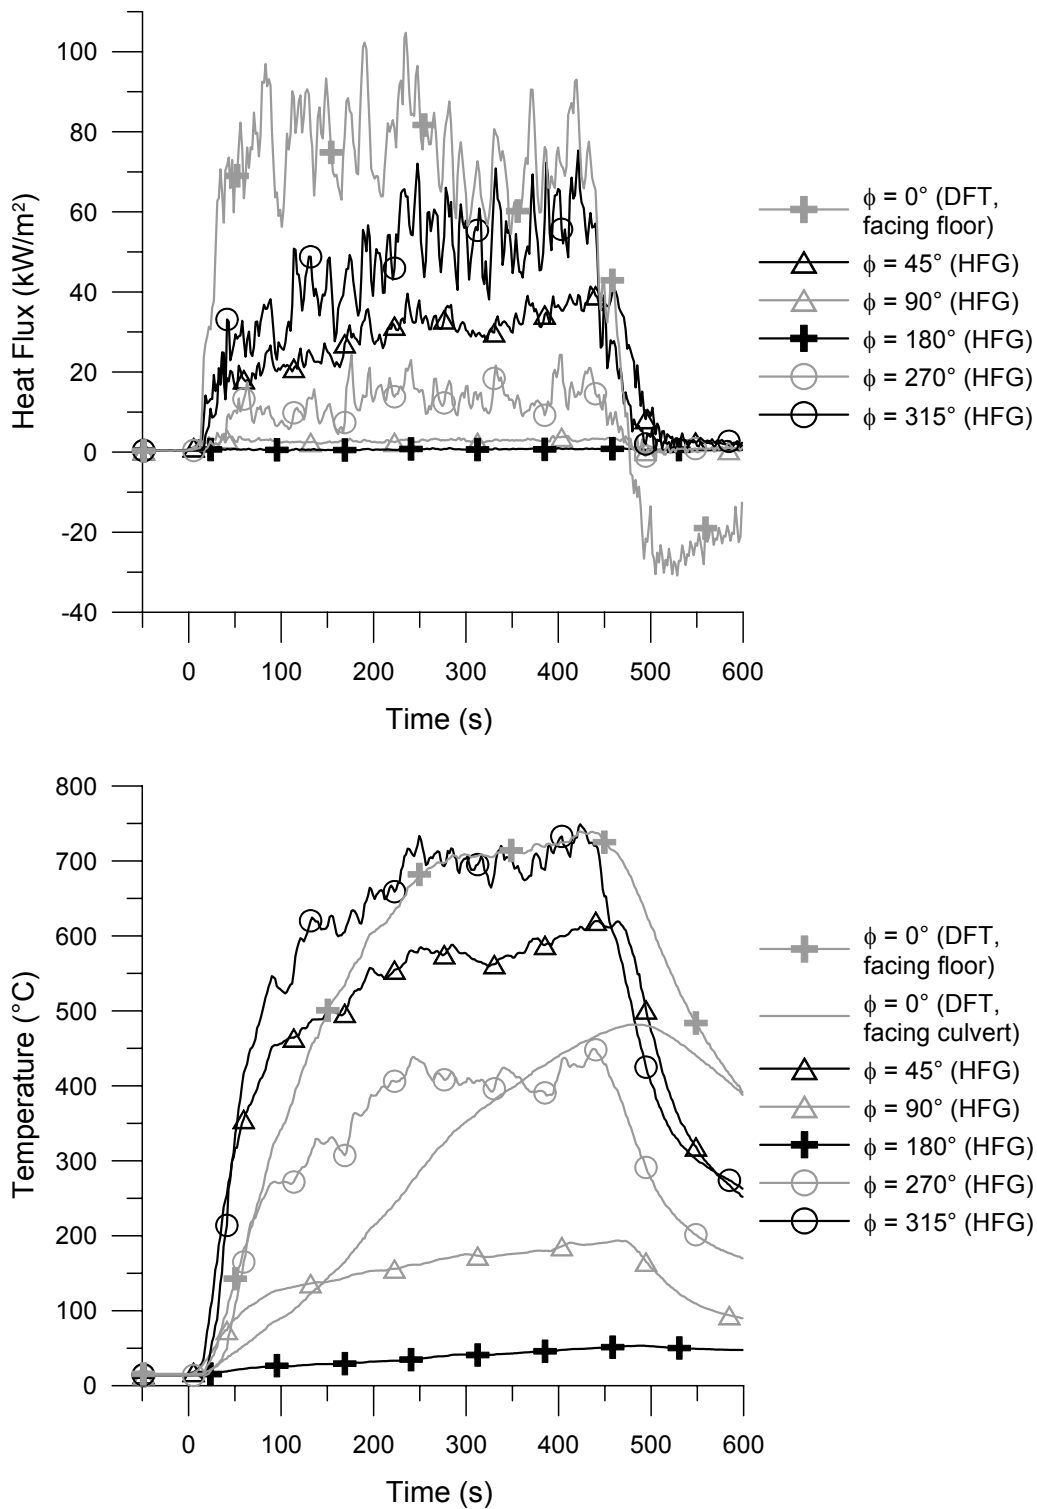 100
80
60
40
20
0
-20
-40
Heat Flux (kW/m²)
0 100 200 300 400 500 600
Time (s)
ϕ = 0° (DFT,
facing floor)
ϕ = 45° (HFG)
ϕ = 90° (HFG)
ϕ = 180° (HFG)
ϕ = 270° (HFG)
ϕ = 315° (HFG)
800
700
600
500
400
300
200
100
0
Temperature (°C)
0 100 200 300 400 500 600
Time (s)
ϕ = 0° (DFT,
facing floor)
ϕ = 0° (DFT,
facing culvert)
ϕ = 45° (HFG)
ϕ = 90° (HFG)
ϕ = 180° (HFG)
ϕ = 270° (HFG)
ϕ = 315° (HFG)